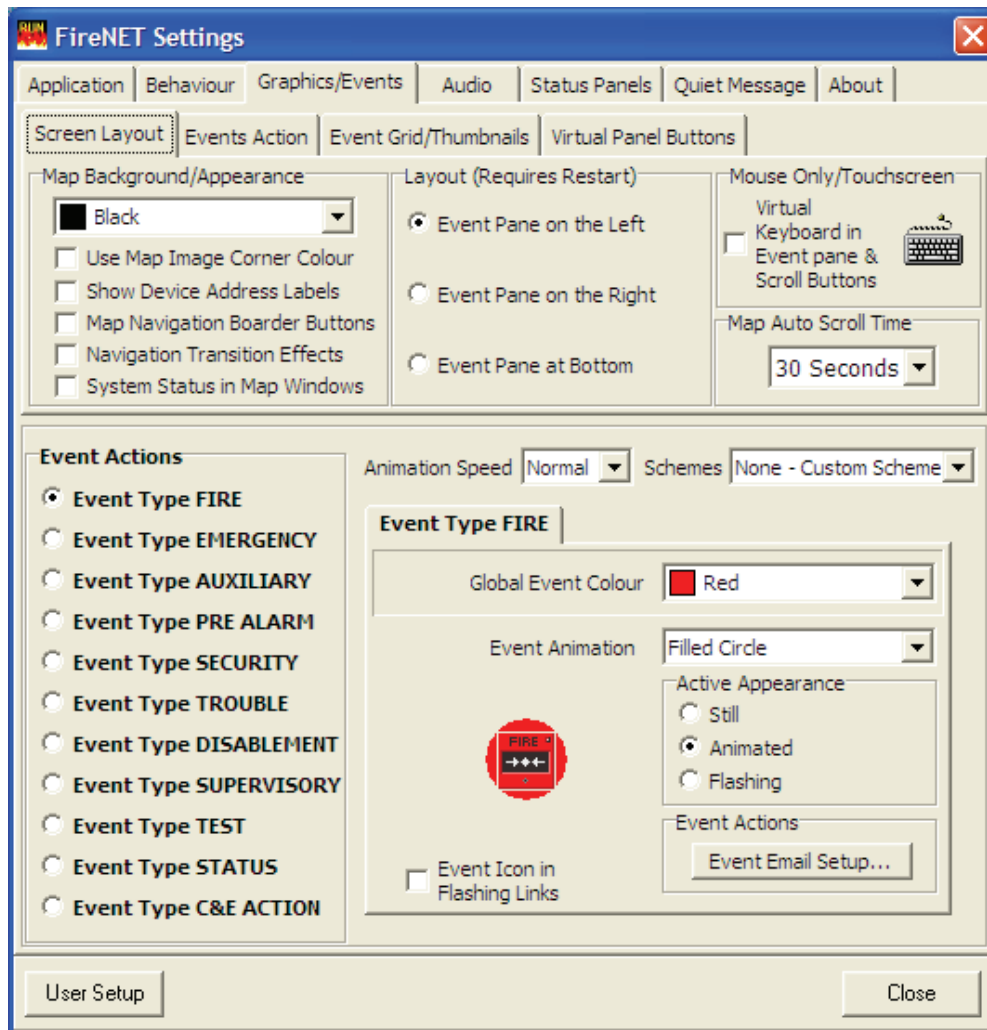 RUN
FireNET Settings
Application Behaviour Graphics/Events Audio Status Panels Quiet Message About
Screen Layout Events Action Event Grid/Thumbnails Virtual Panel Buttons
Map Background/Appearance
Black
Use Map Image Corner Colour
Show Device Address Labels
Map Navigation Boarder Buttons
Navigation Transition Effects
System Status in Map Windows
Layout (Requires Restart)
Event Pane on the Left
Event Pane on the Right
Event Pane at Bottom
Mouse Only/Touchscreen
Virtual
Keyboard in
Event pane &
Scroll Buttons
Map Auto Scroll Time
30 Seconds
Event Actions
Event Type FIRE
Event Type EMERGENCY
Event Type AUXILIARY
Event Type PRE ALARM
Event Type SECURITY
Event Type TROUBLE
Event Type DISABLEMENT
Event Type SUPERVISORY
Event Type TEST
Event Type STATUS
Event Type C&E ACTION
Animation Speed Normal Schemes None - Custom Scheme
Event Type FIRE
Global Event Colour Red
Event Animation Filled Circle
Active Appearance
Still
Animated
Flashing
FIRE
Event Actions
Event Email Setup...
Event Icon in
Flashing Links
User Setup Close